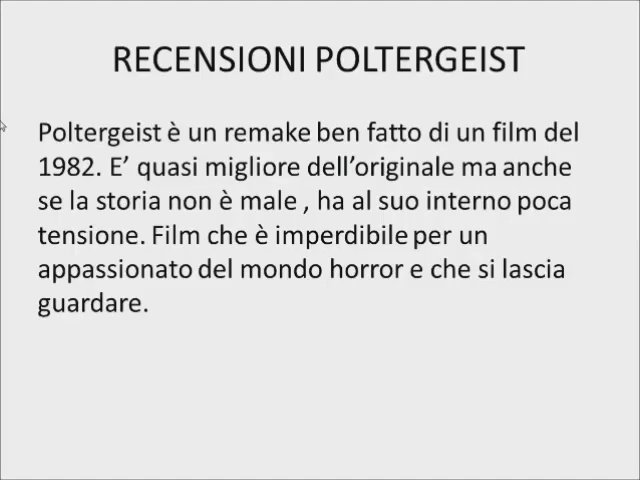 RECENSIONI POLTERGEIST
Poltergeist è un remake ben fatto di un film del
1982. E’ quasi migliore dell’originale ma anche
se la storia non è male , ha al suo interno poca
tensione. Film che è imperdibile per un
appassionato del mondo horror e che si lascia
guardare.